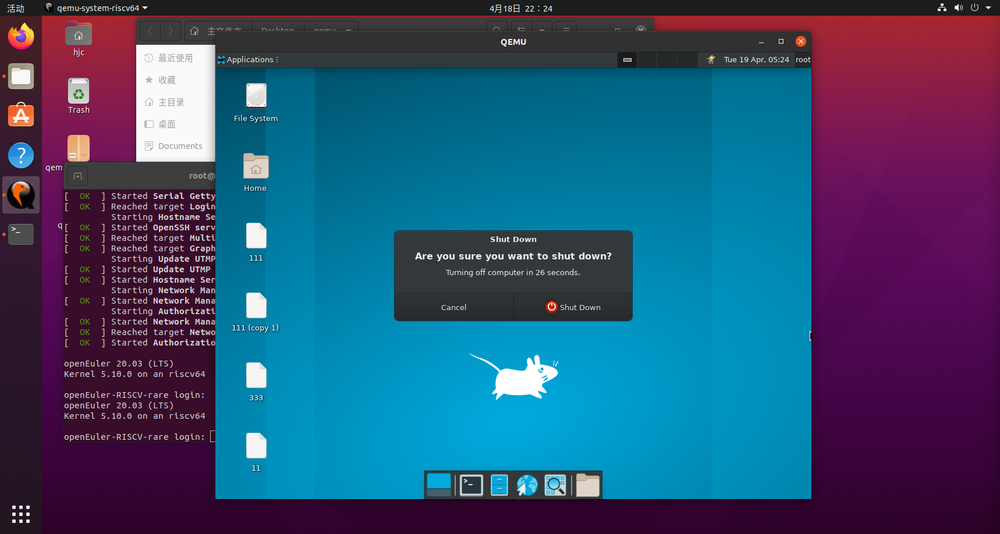 活动
qemu-system-riscv64
4月18日 22：24
hjc
Trash
qem
q
Desktop
qemu
最近使用
收藏
主目录
桌面
Documents
root@
[  OK  ] Started Serial Getty
[  OK  ] Reached target Login
Starting Hostname Se
[  OK  ] Started OpenSSH serv
[  OK  ] Reached target Multi
[  OK  ] Reached target Graph
Starting Update UTMP
[  OK  ] Started Update UTMP
[  OK  ] Started Hostname Ser
Starting Network Man
[  OK  ] Started Network Mana
Starting Authorizati
[  OK  ] Started Network Mana
[  OK  ] Reached target Netwo
[  OK  ] Started Authorizatio
openEuler 20.03 (LTS)
Kernel 5.10.0 on an riscv64
openEuler-RISCV-rare login:
openEuler 20.03 (LTS)
Kernel 5.10.0 on an riscv64
openEuler-RISCV-rare login:
QEMU
Applications
Tue 19 Apr, 05:24
root
File System
Home
111
111 (copy 1)
333
11
Shut Down
Are you sure you want to shut down?
Turning off computer in 26 seconds.
Cancel
Shut Down